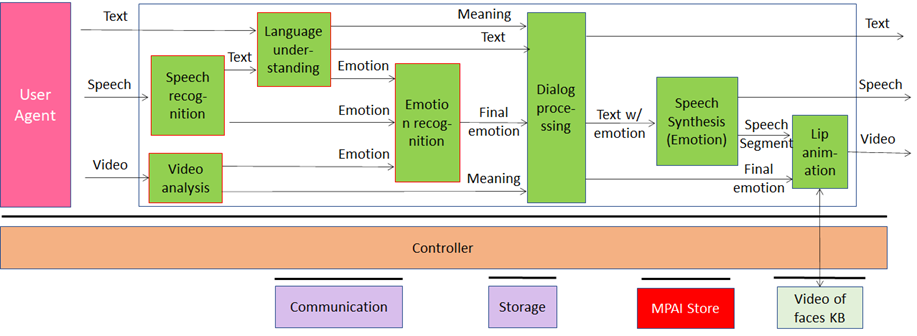 User
Agent
Text
Speech
Video
Speech
recog-
nition
Video
analysis
Text
Language
under-
standing
Meaning
Text
Emotion
Emotion
Emotion
Meaning
Emotio
n recog-
nition
Final
emotion
Dialog
proce-
ssing
Text w/
emotion
Speech
Synthesis
(Emotion)
Speech
Segment
Final
emotion
Lip
anim-
ation
Text
Speech
Video
Controller
Communication
Storage
MPAI Store
Video of
faces KB